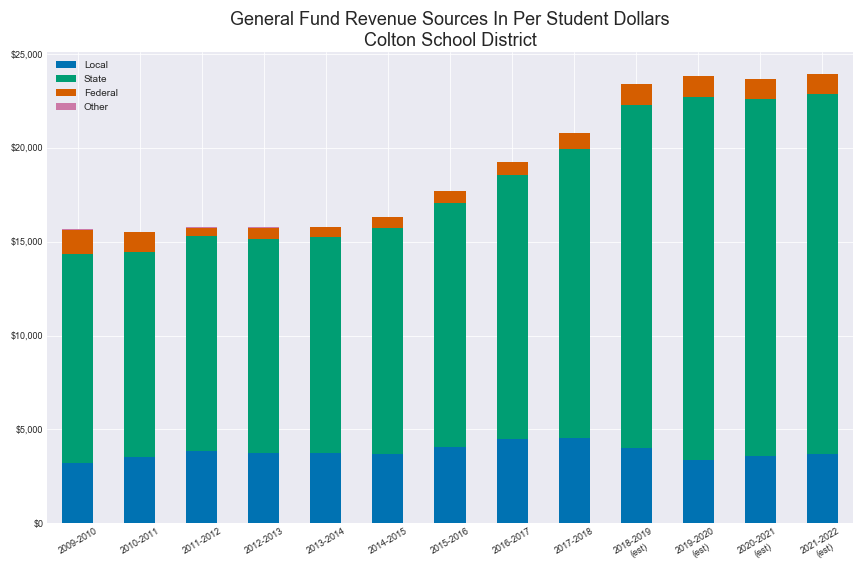 General Fund Revenue Sources In Per Student Dollars
Colton School District
Local
State
Federal
Other
$25,000
$20,000
$15,000
$10,000
$5,000
$0
2009-2010
2010-2011
2011-2012
2012-2013
2013-2014
2014-2015
2015-2016
2016-2017
2017-2018
2018-2019
(est)
2019-2020
(est)
2020-2021
(est)
2021-2022
(est)